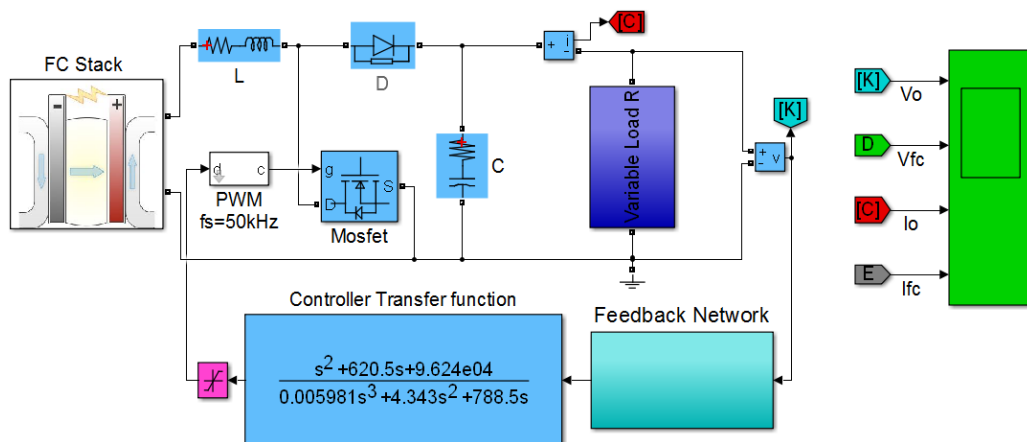 [C]
FC Stack
-
+
L
D
+
-
i
[K]
Vo
[K]
D
Vfc
Variable Load R
C
+
-
v
d
c
PWM
fs=50kHz
g
D
S
Mosfet
[C]
Io
E
Ifc
Controller Transfer function
s^2 +620.5s+9.624e04
0.005981s^3 +4.343s^2 +788.5s
Feedback Network